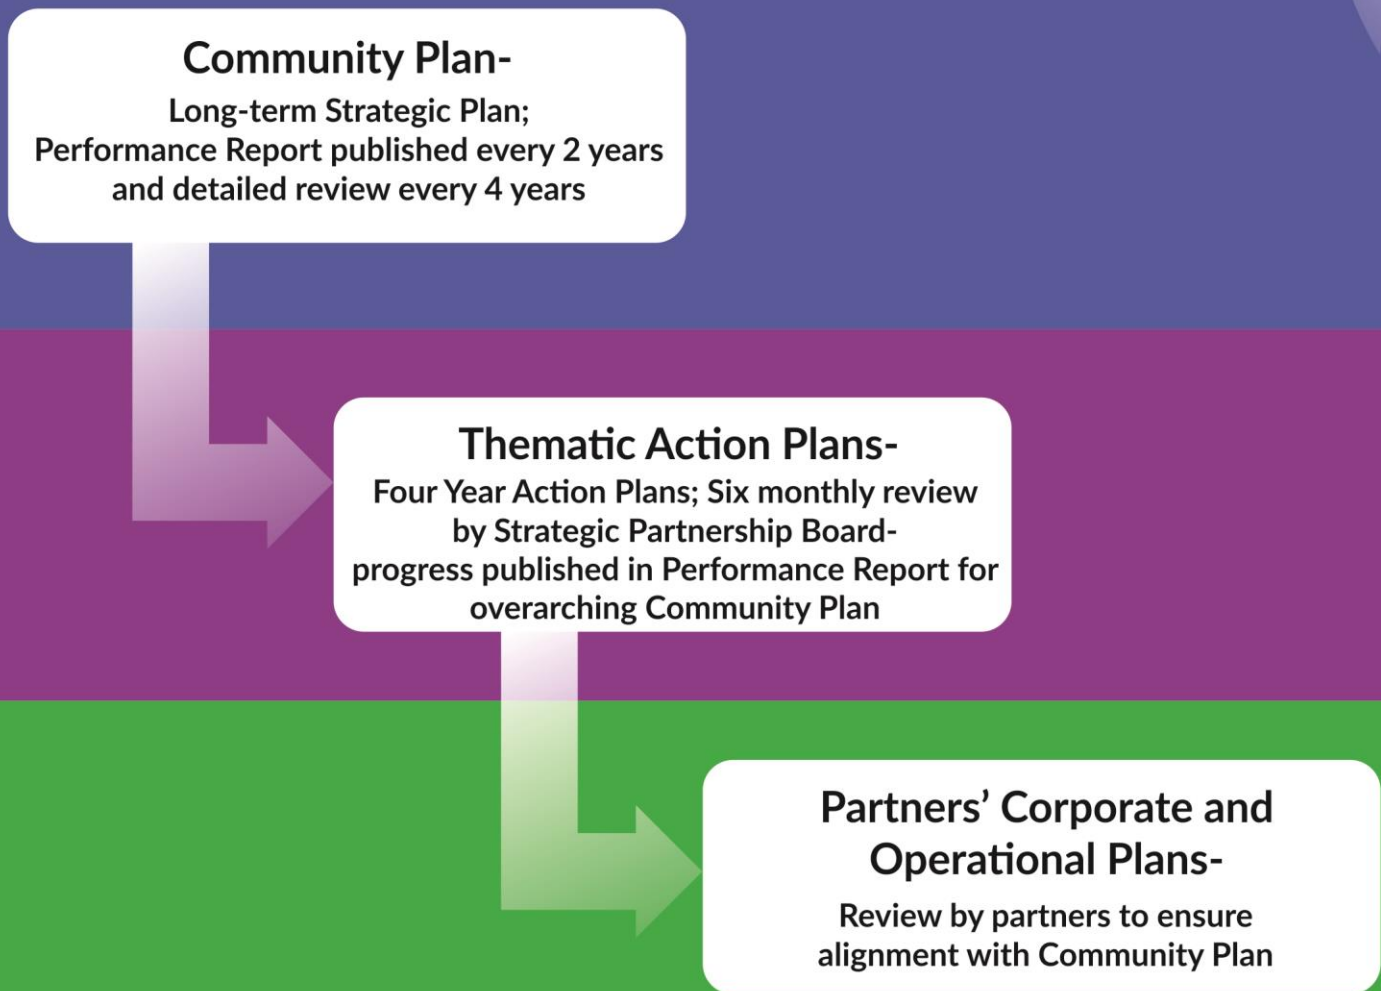 Community Plan-
Long-term Strategic Plan;
Performance Report published every 2 years
and detailed review every 4 years
Thematic Action Plans-
Four Year Action Plans; Six monthly review
by Strategic Partnership Board-
progress published in Performance Report for
overarching Community Plan
Partners’ Corporate and
Operational Plans-
Review by partners to ensure
alignment with Community Plan